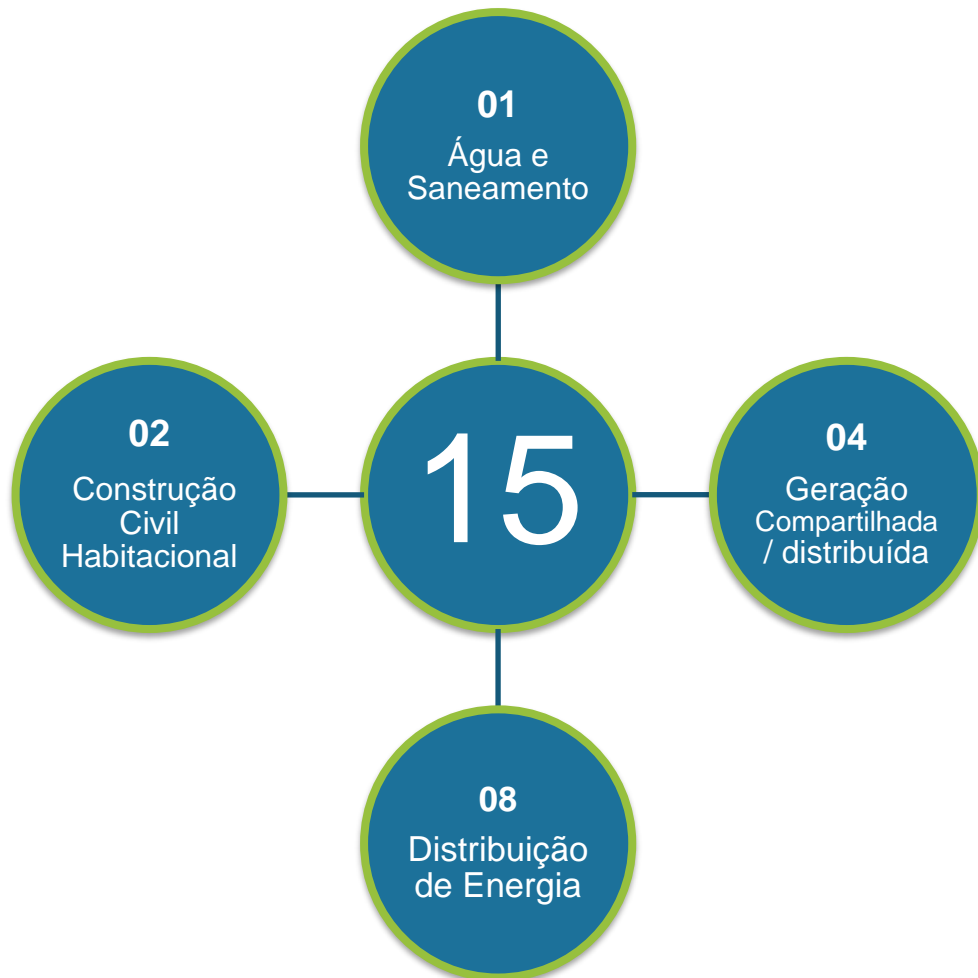 01
Água e
Saneamento
02
Construção
Civil
Habitacional
15
04
Geração
Compartilhada
/ distribuída
08
Distribuição
de Energia